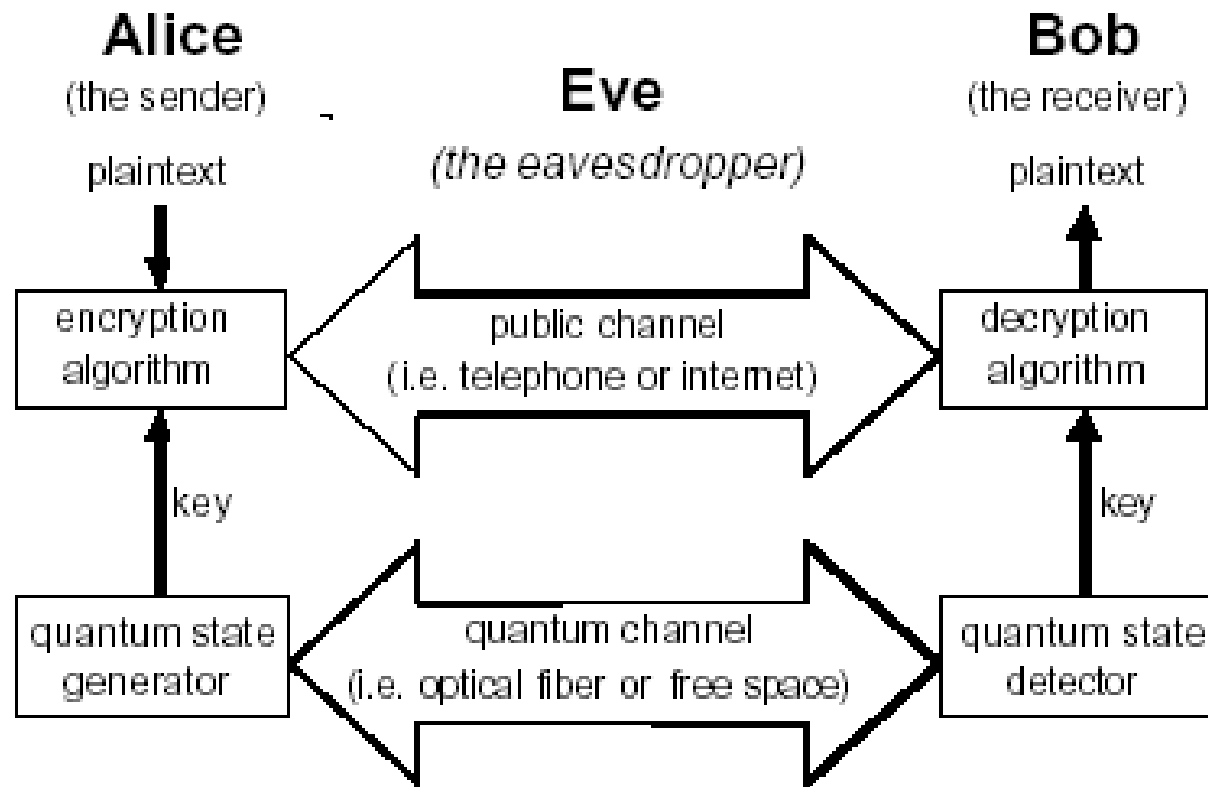 Alice
(the sender)
plaintext
encryption
algorithm
key
quantum state
generator
Eve
(the eavesdropper)
public channel
(i.e. telephone or internet)
quantum channel
(i.e. optical fiber or free space)
Bob
(the receiver)
plaintext
decryption
algorithm
key
quantum state
detector